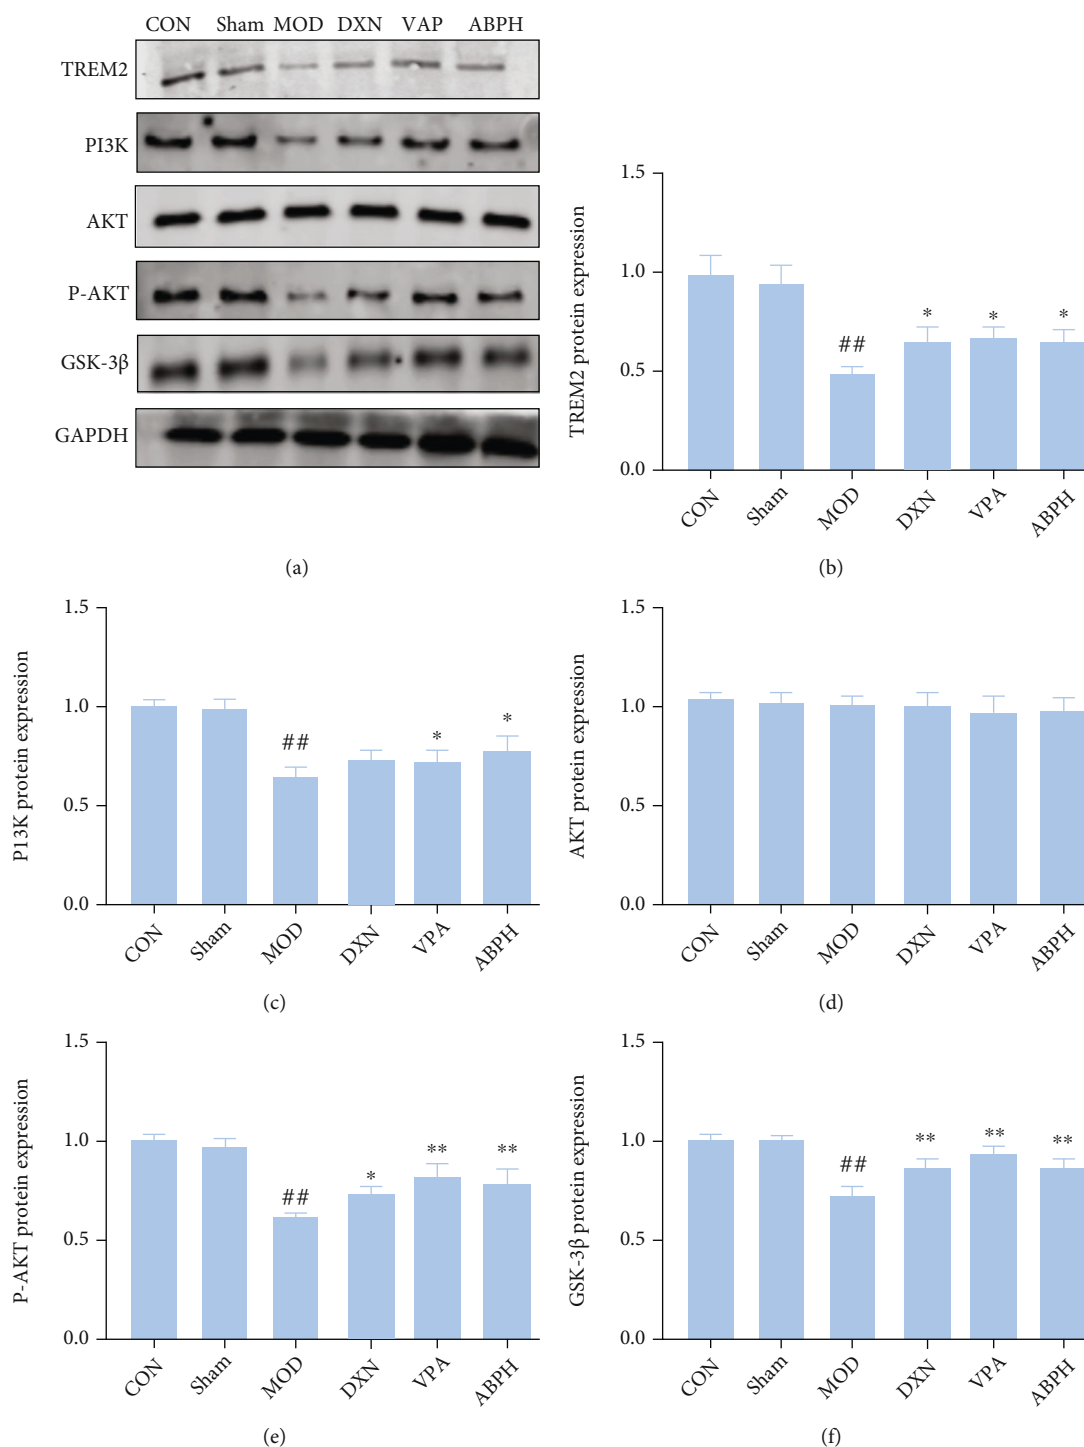 CON Sham MOD DXN VAP ABPH
TREM2
PI3K
AKT
P-AKT
GSK-3β
GAPDH
(a)
TREM2 protein expression
1.5
1.0
0.5
0.0
##
*
*
*
CON Sham MOD DXN VPA ABPH
(b)
P13K protein expression
1.5
1.0
0.5
0.0
##
*
*
CON Sham MOD DXN VPA ABPH
(c)
AKT protein expression
1.5
1.0
0.5
0.0
CON Sham MOD DXN VPA ABPH
(d)
P-AKT protein expression
1.5
1.0
0.5
0.0
##
*
**
**
CON Sham MOD DXN VPA ABPH
(e)
GSK-3β protein expression
1.5
1.0
0.5
0.0
##
**
**
**
CON Sham MOD DXN VPA ABPH
(f)